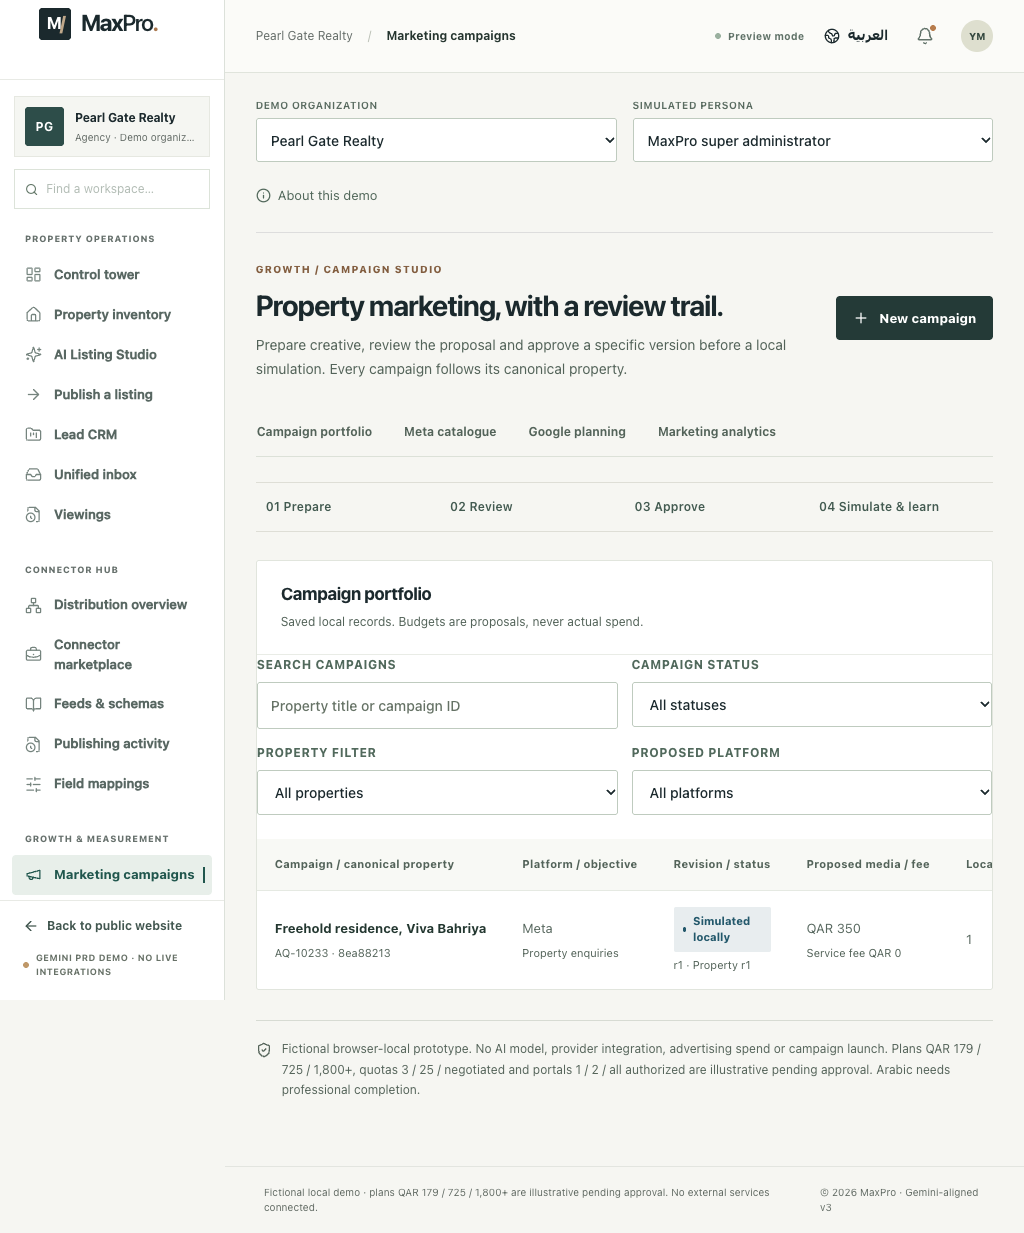 M/ MaxPro.
PG
Pearl Gate Realty
Agency · Demo organiz...
Find a workspace...
PROPERTY OPERATIONS
Control tower
Property inventory
AI Listing Studio
Publish a listing
Lead CRM
Unified inbox
Viewings
CONNECTOR HUB
Distribution overview
Connector
marketplace
Feeds & schemas
Publishing activity
Field mappings
GROWTH & MEASUREMENT
Marketing campaigns
Back to public website
GEMINI PRD DEMO · NO LIVE
INTEGRATIONS
Pearl Gate Realty / Marketing campaigns
Preview mode
العربية
YM
DEMO ORGANIZATION
Pearl Gate Realty
SIMULATED PERSONA
MaxPro super administrator
About this demo
GROWTH / CAMPAIGN STUDIO
Property marketing, with a review trail.
Prepare creative, review the proposal and approve a specific version before a local
simulation. Every campaign follows its canonical property.
New campaign
Campaign portfolio
Meta catalogue
Google planning
Marketing analytics
01 Prepare
02 Review
03 Approve
04 Simulate & learn
Campaign portfolio
Saved local records. Budgets are proposals, never actual spend.
SEARCH CAMPAIGNS
Property title or campaign ID
CAMPAIGN STATUS
All statuses
PROPERTY FILTER
All properties
PROPOSED PLATFORM
All platforms
Campaign / canonical property
Platform / objective
Revision / status
Proposed media / fee
Loca
Freehold residence, Viva Bahriya
AQ-10233 · 8ea88213
Meta
Property enquiries
Simulated
locally
r1 · Property r1
QAR 350
Service fee QAR 0
1
Fictional browser-local prototype. No AI model, provider integration, advertising spend or campaign launch. Plans QAR 179 /
725 / 1,800+, quotas 3 / 25 / negotiated and portals 1 / 2 / all authorized are illustrative pending approval. Arabic needs
professional completion.
Fictional local demo · plans QAR 179 / 725 / 1,800+ are illustrative pending approval. No external services
connected.
© 2026 MaxPro · Gemini-aligned
v3